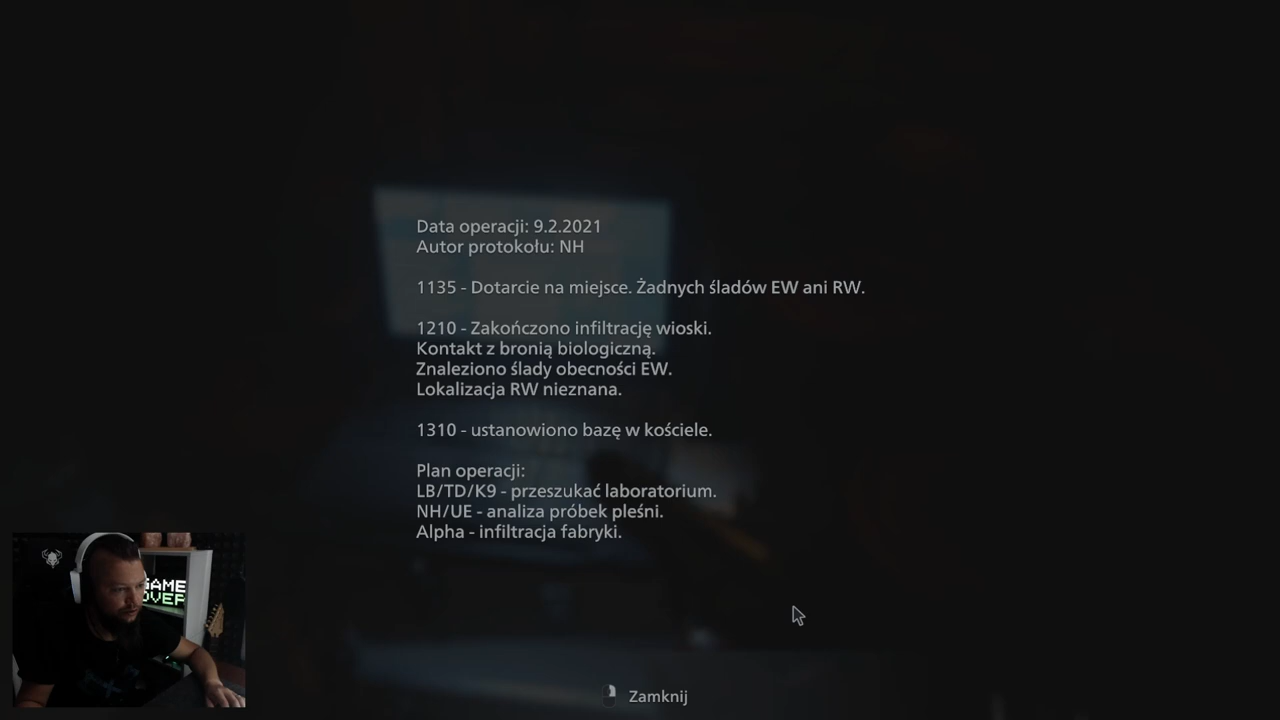 Data operacji: 9.2.2021
Autor protokołu: NH
1135 - Dotarcie na miejsce. Żadnych śladów EW ani RW.
1210 - Zakończono infiltrację wioski.
Kontakt z bronią biologiczną.
Znaleziono ślady obecności EW.
Lokalizacja RW nieznana.
1310 - ustanowiono bazę w kościele.
Plan operacji:
LB/TD/K9 - przeszukać laboratorium.
NH/UE - analiza próbek pleśni.
Alpha - infiltracja fabryki.
GAME
OVER
Zamknij